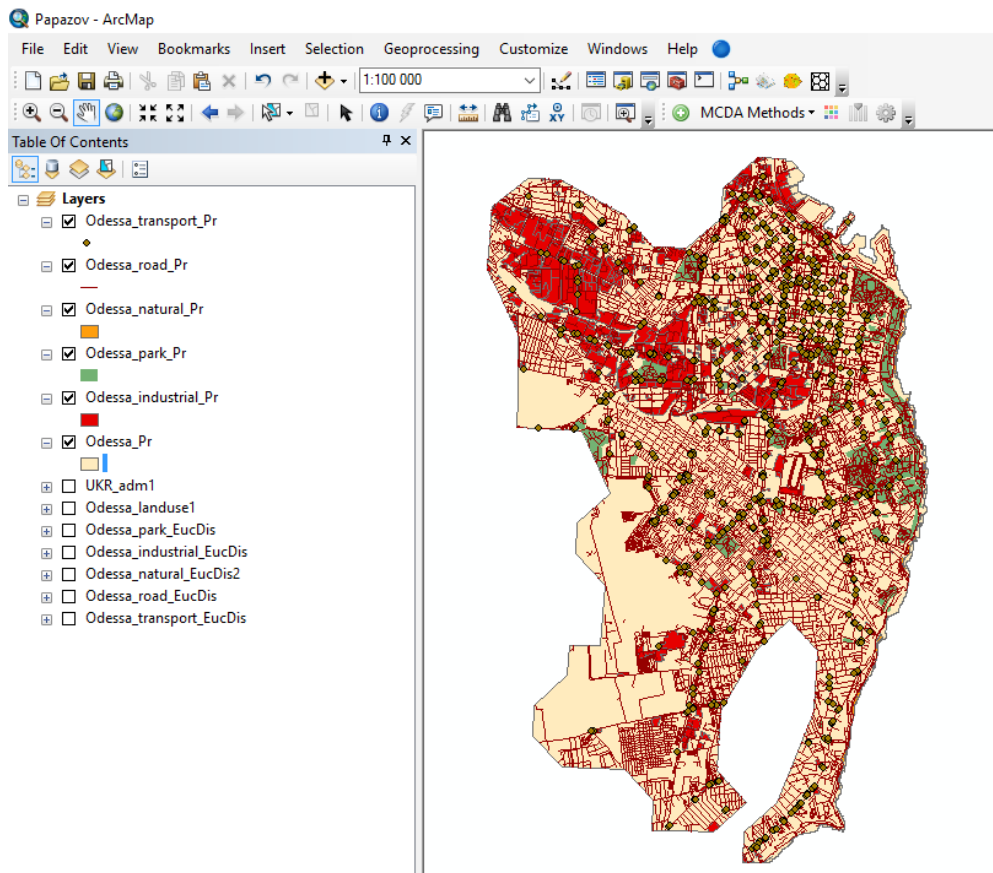 Papazov - ArcMap
File Edit View Bookmarks Insert Selection Geoprocessing Customize Windows Help
1:100 000
MCDA Methods
Table Of Contents
Layers
Odessa_transport_Pr
Odessa_road_Pr
Odessa_natural_Pr
Odessa_park_Pr
Odessa_industrial_Pr
Odessa_Pr
UKR_adm1
Odessa_landuse1
Odessa_park_EucDis
Odessa_industrial_EucDis
Odessa_natural_EucDis2
Odessa_road_EucDis
Odessa_transport_EucDis